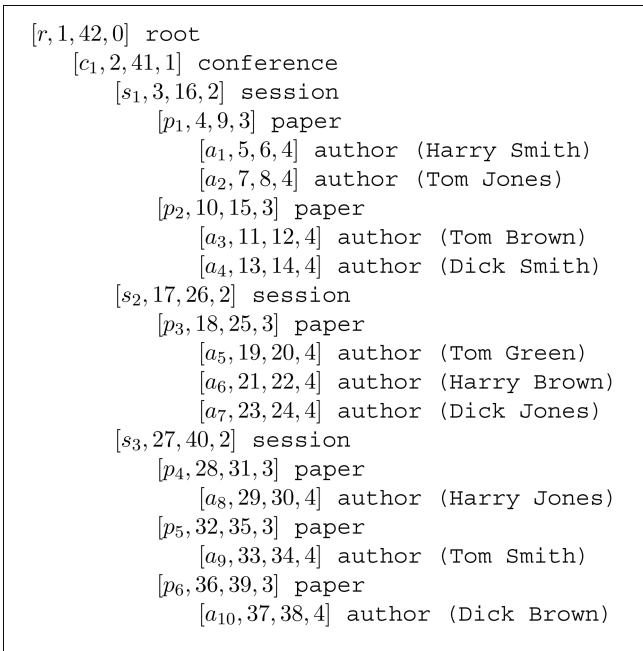 [r, 1, 42, 0] root
[c₁, 2, 41, 1] conference
[s₁, 3, 16, 2] session
[p₁, 4, 9, 3] paper
[a₁, 5, 6, 4] author (Harry Smith)
[a₂, 7, 8, 4] author (Tom Jones)
[p₂, 10, 15, 3] paper
[a₃, 11, 12, 4] author (Tom Brown)
[a₄, 13, 14, 4] author (Dick Smith)
[s₂, 17, 26, 2] session
[p₃, 18, 25, 3] paper
[a₅, 19, 20, 4] author (Tom Green)
[a₆, 21, 22, 4] author (Harry Brown)
[a₇, 23, 24, 4] author (Dick Jones)
[s₃, 27, 40, 2] session
[p₄, 28, 31, 3] paper
[a₈, 29, 30, 4] author (Harry Jones)
[p₅, 32, 35, 3] paper
[a₉, 33, 34, 4] author (Tom Smith)
[p₆, 36, 39, 3] paper
[a₁₀, 37, 38, 4] author (Dick Brown)